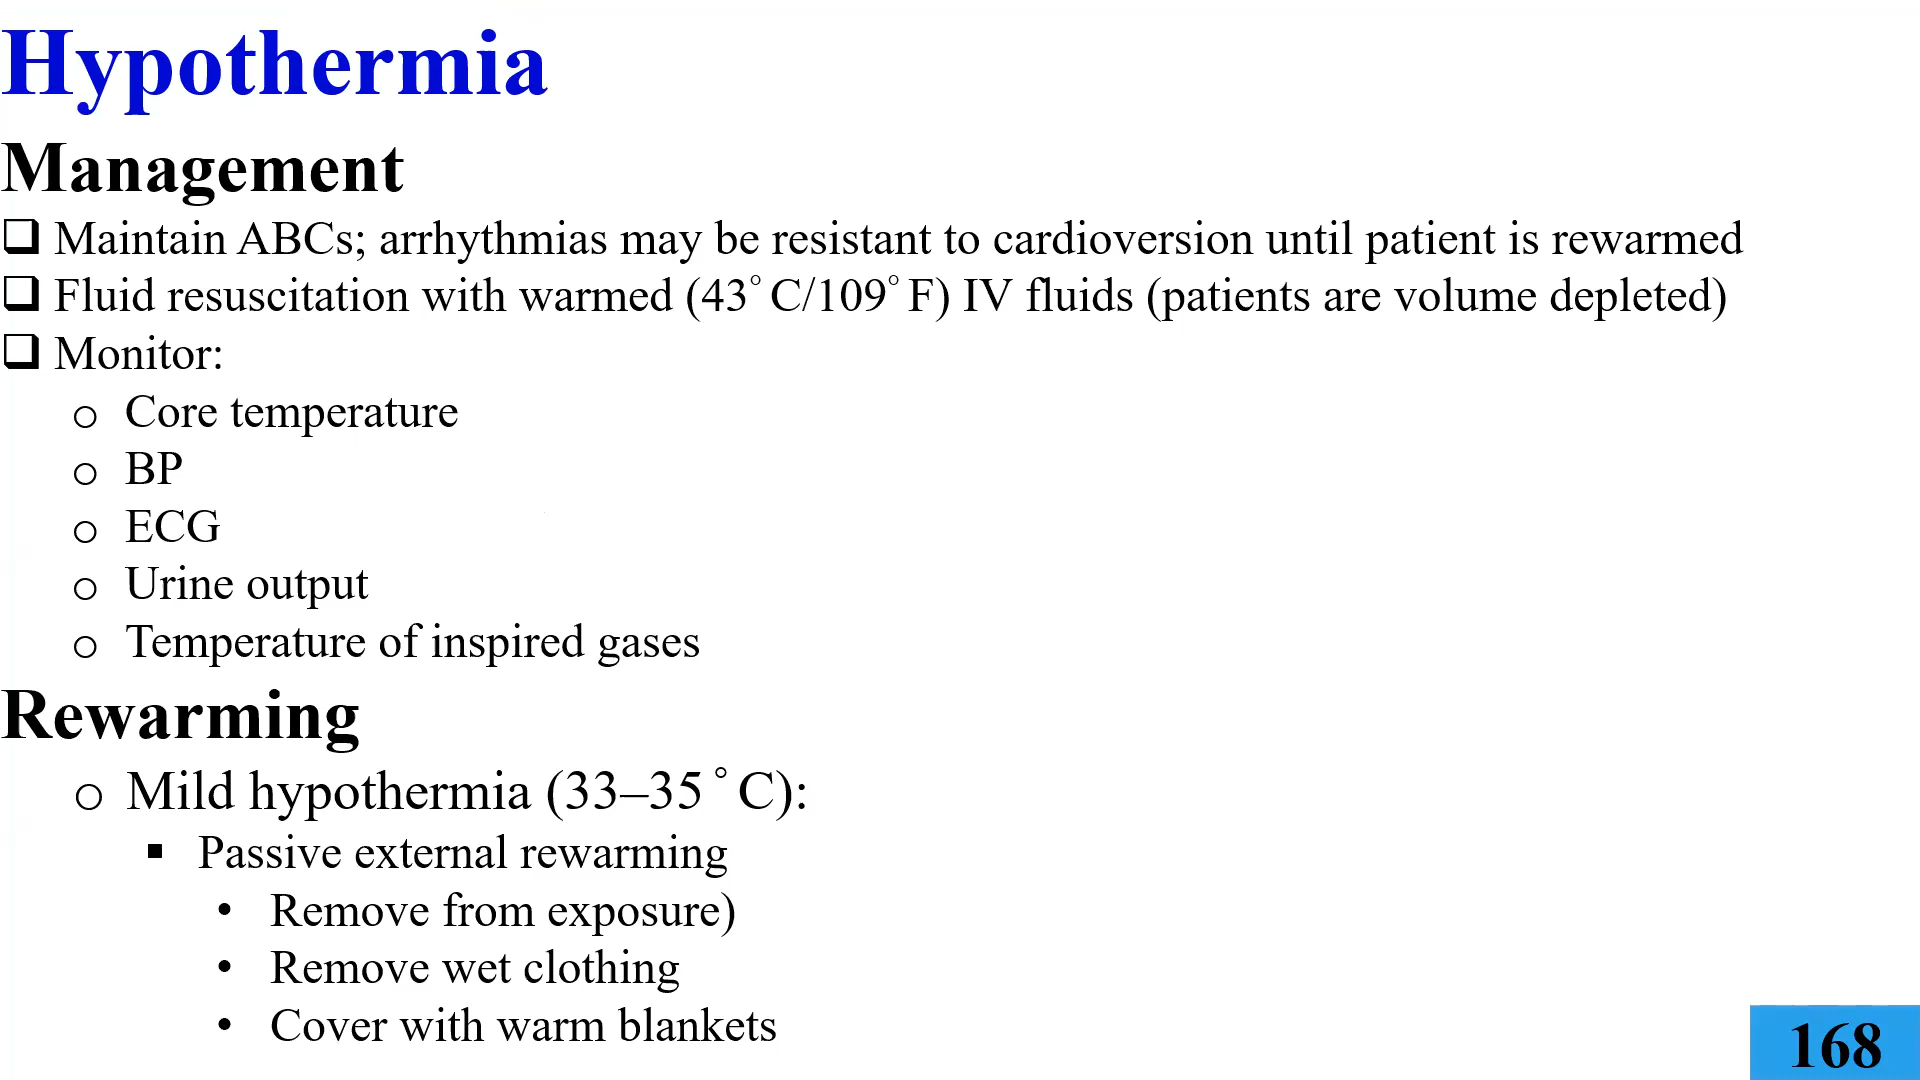 Hypothermia
Management
❑ Maintain ABCs; arrhythmias may be resistant to cardioversion until patient is rewarmed
❑ Fluid resuscitation with warmed (43°C/109°F) IV fluids (patients are volume depleted)
❑ Monitor:
o Core temperature
o BP
o ECG
o Urine output
o Temperature of inspired gases
Rewarming
o Mild hypothermia (33–35 °C):
▪ Passive external rewarming
• Remove from exposure)
• Remove wet clothing
• Cover with warm blankets
168